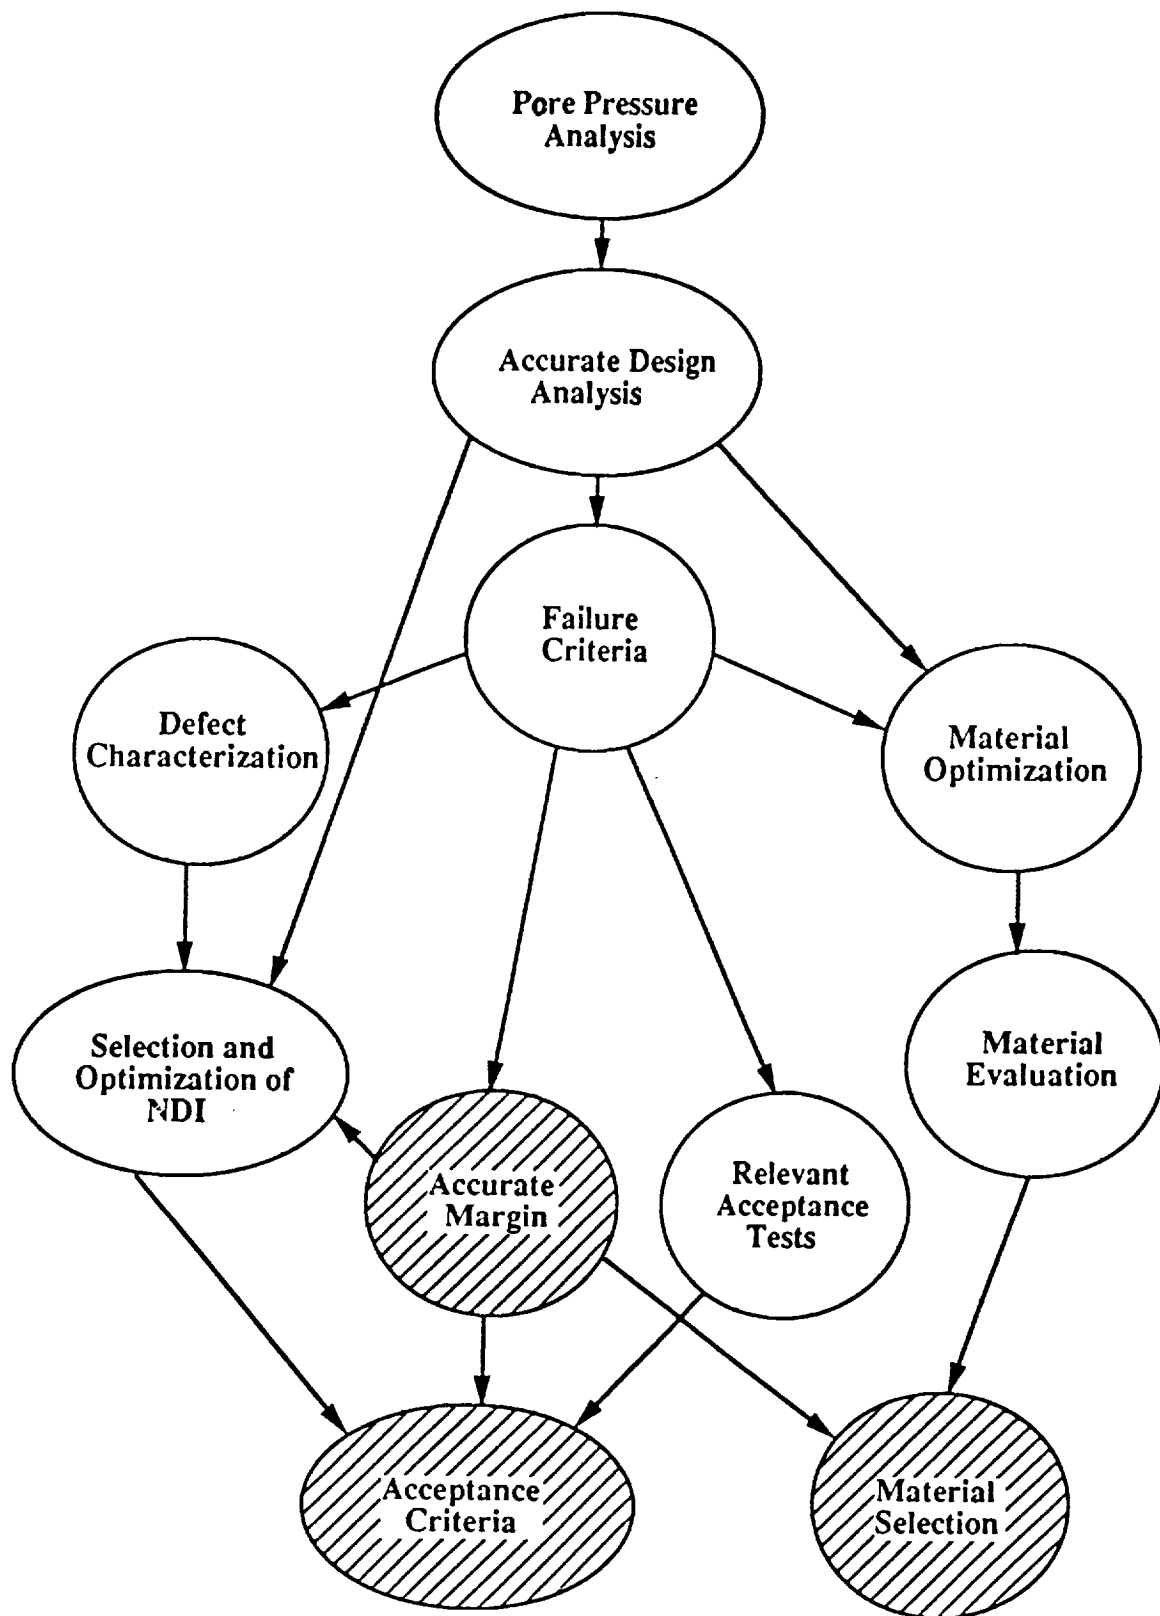 Pore Pressure
Analysis
Accurate Design
Analysis
Failure
Criteria
Defect
Characterization
Material
Optimization
Selection and
Optimization of
NDI
Material
Evaluation
Accurate
Margin
Relevant
Acceptance
Tests
Acceptance
Criteria
Material
Selection